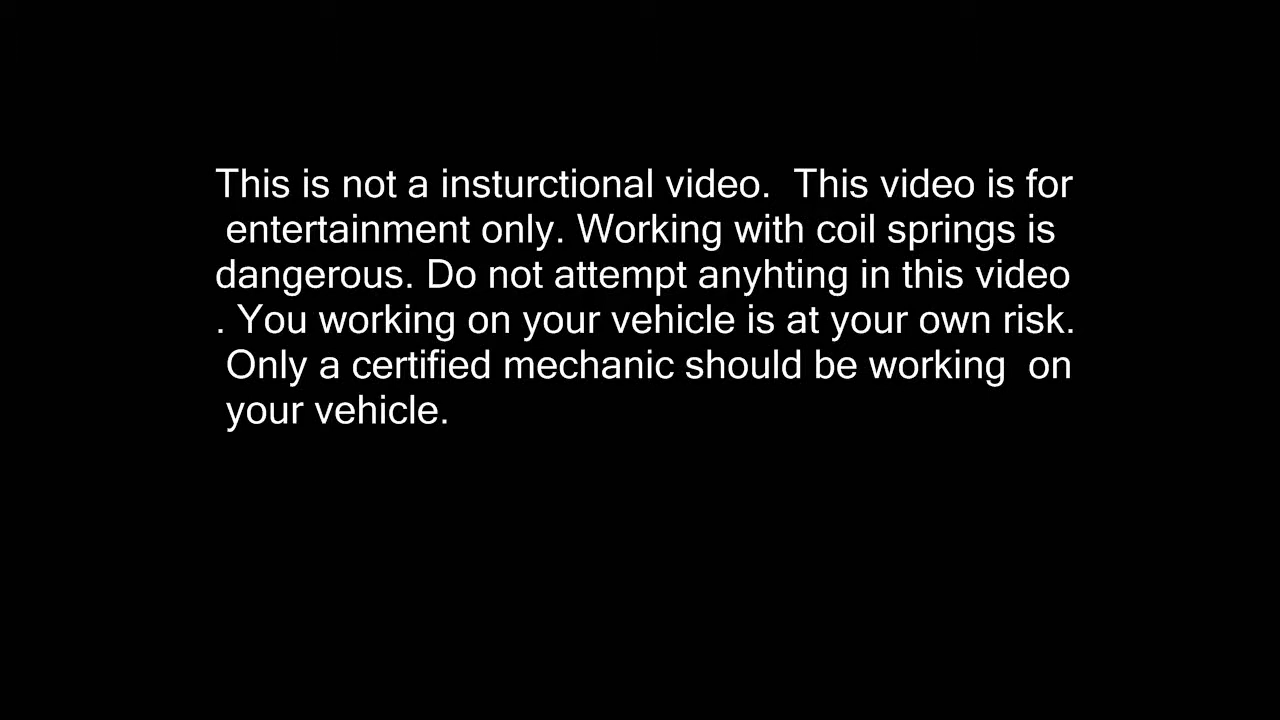 This is not a insturctional video.  This video is for
entertainment only. Working with coil springs is
dangerous. Do not attempt anyhting in this video
. You working on your vehicle is at your own risk.
Only a certified mechanic should be working  on
your vehicle.